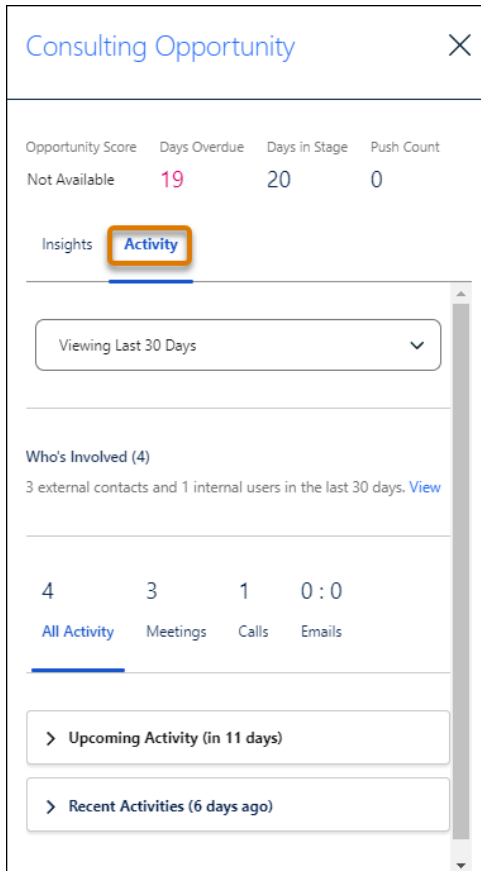 Consulting Opportunity
Opportunity Score Days Overdue Days in Stage Push Count
Not Available 19 20 0
Insights Activity
Viewing Last 30 Days
Who's Involved (4)
3 external contacts and 1 internal users in the last 30 days. View
4 3 1 0 : 0
All Activity Meetings Calls Emails
Upcoming Activity (in 11 days)
Recent Activities (6 days ago)